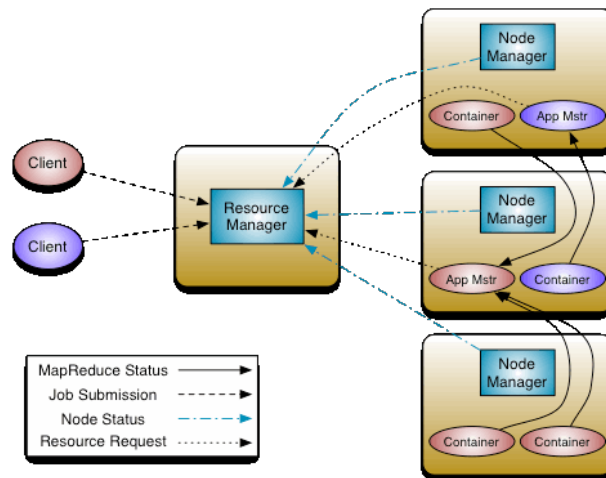 Node
Manager
Container
App Mstr
Client
Resource
Manager
Client
Node
Manager
App Mstr
Container
Node
Manager
Container
Container
MapReduce Status
Job Submission
Node Status
Resource Request